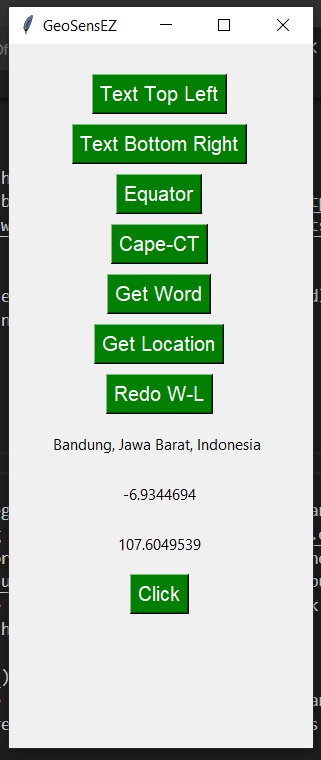 GeoSensEZ
Text Top Left
Text Bottom Right
Equator
Cape-CT
Get Word
Get Location
Redo W-L
Bandung, Jawa Barat, Indonesia
-6.9344694
107.6049539
Click